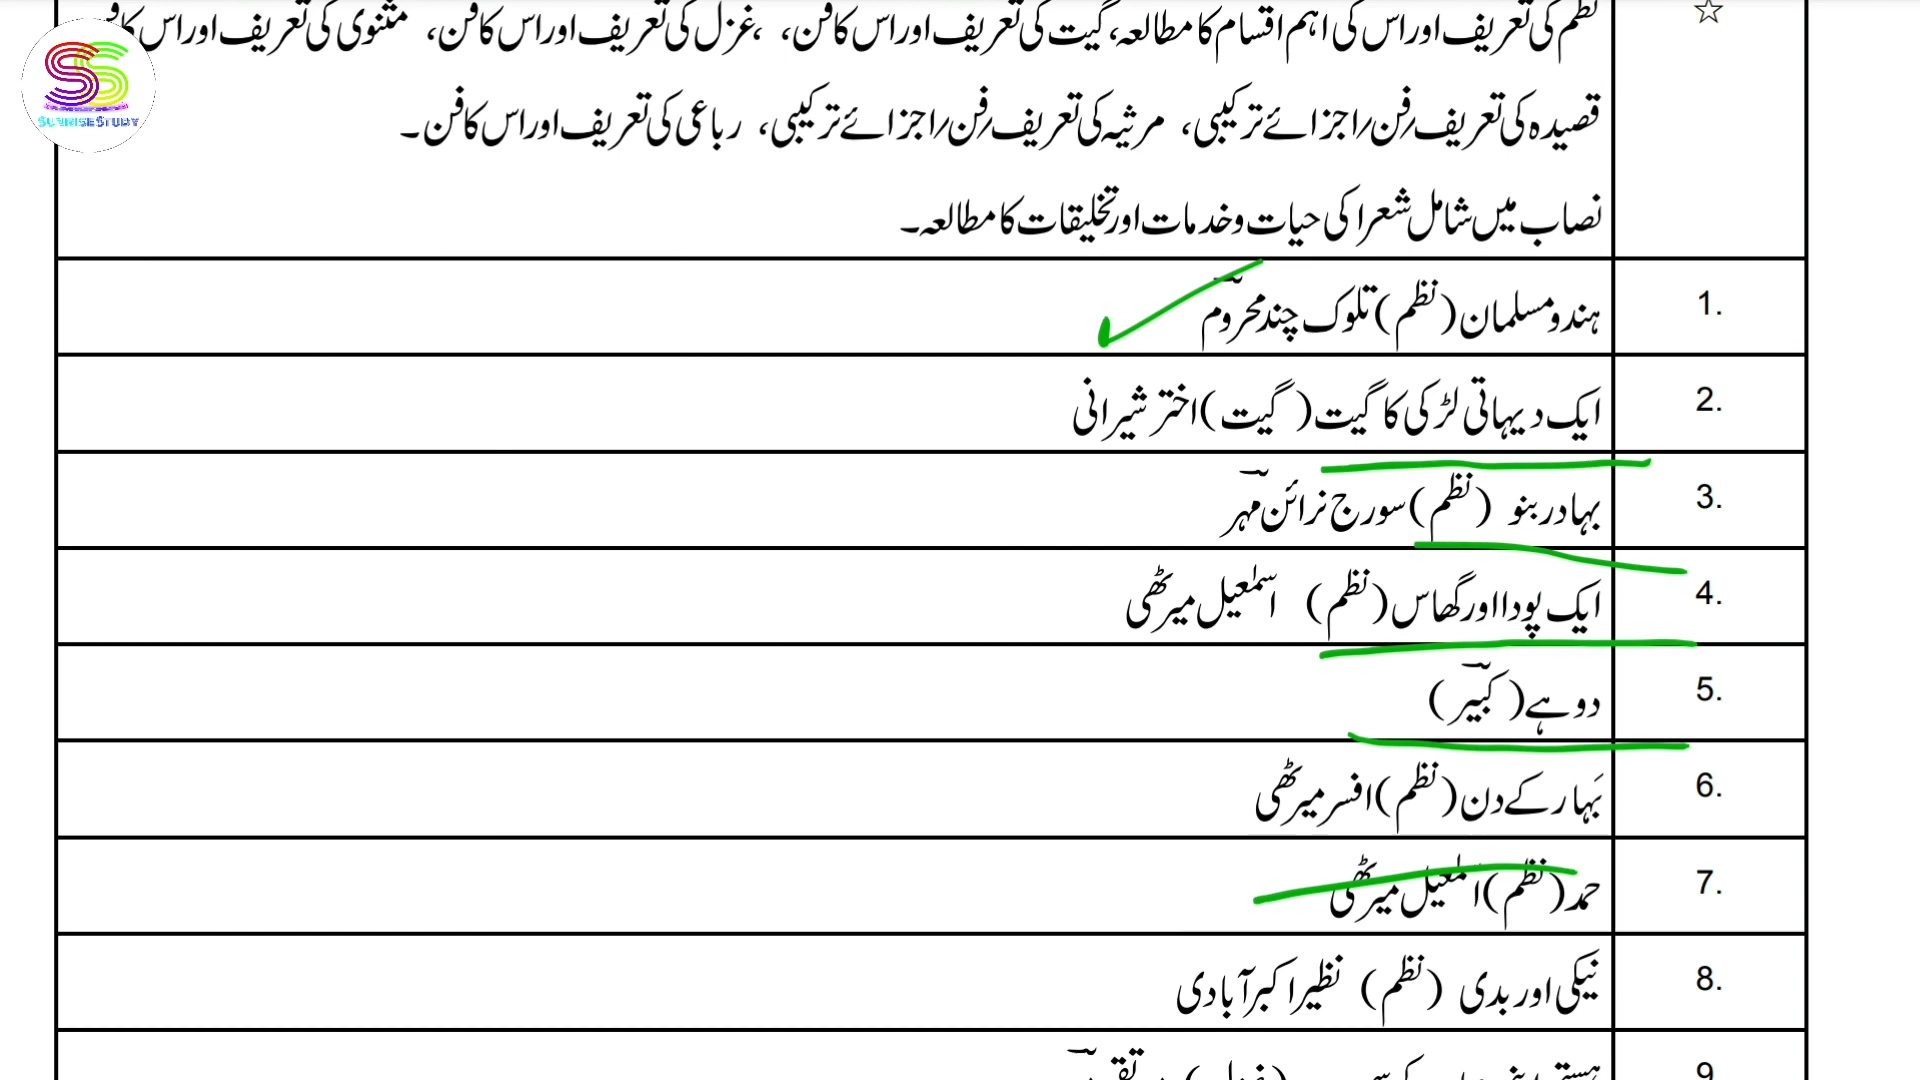 نظم کی تعریف اور اس کی اہم اقسام کا مطالعہ، گیت کی تعریف اور اس کا فن، غزل کی تعریف اور اس کا فن، مثنوی کی تعریف اور اس کا فن،
قصیدہ کی تعریف/فن/اجزائے ترکیبی، مرثیہ کی تعریف/فن/اجزائے ترکیبی، رباعی کی تعریف اور اس کا فن۔
نصاب میں شامل شعرا کی حیات و خدمات اور تخلیقات کا مطالعہ۔
SUNRISE STUDY
1. ہندو مسلمان (نظم) تلوک چند محرومؔ
2. ایک دیہاتی لڑکی کا گیت (گیت) اختر شیرانی
3. بہادر بنو (نظم) سورج نرائن مہرؔ
4. ایک پودا اور گھاس (نظم) اسمٰعیل میرٹھی
5. دوہے (کبیرؔ)
6. بَہار کے دن (نظم) افسر میرٹھی
7. حمد (نظم) اسمٰعیل میرٹھی
8. نیکی اور بدی (نظم) نظیر اکبر آبادی
9.